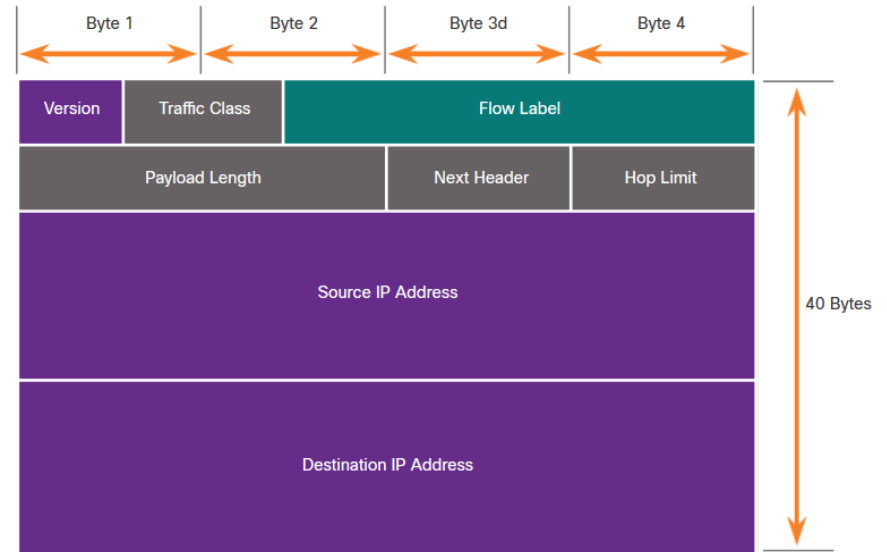 Byte 1 Byte 2 Byte 3d Byte 4
Version Traffic Class Flow Label
Payload Length Next Header Hop Limit
Source IP Address
40 Bytes
Destination IP Address